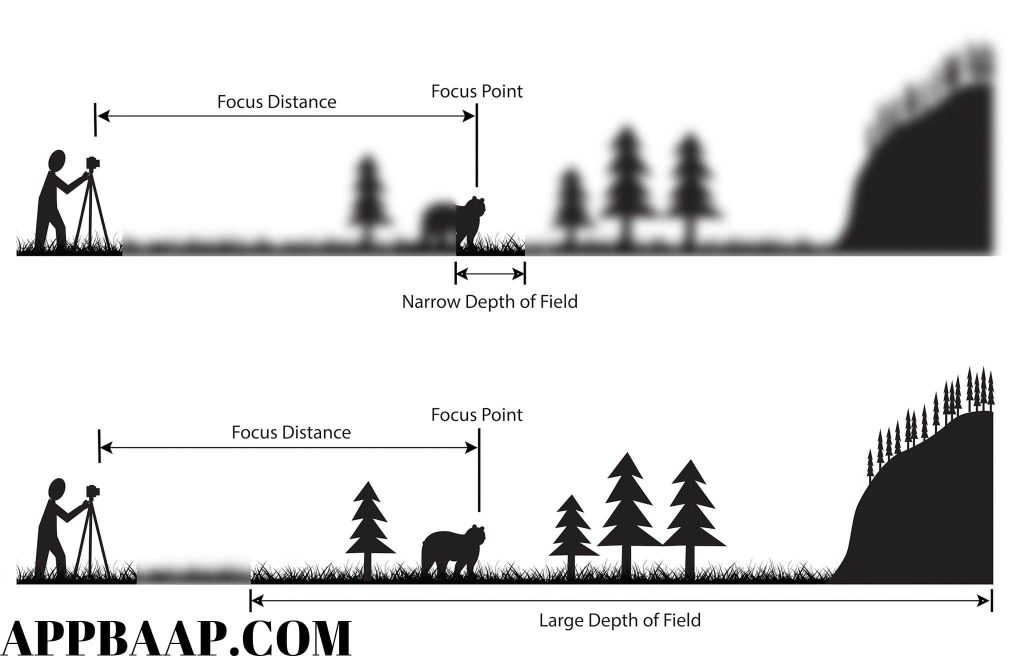 Focus Point
Focus Distance
Narrow Depth of Field
Focus Point
Focus Distance
Large Depth of Field
APPBAAP.COM